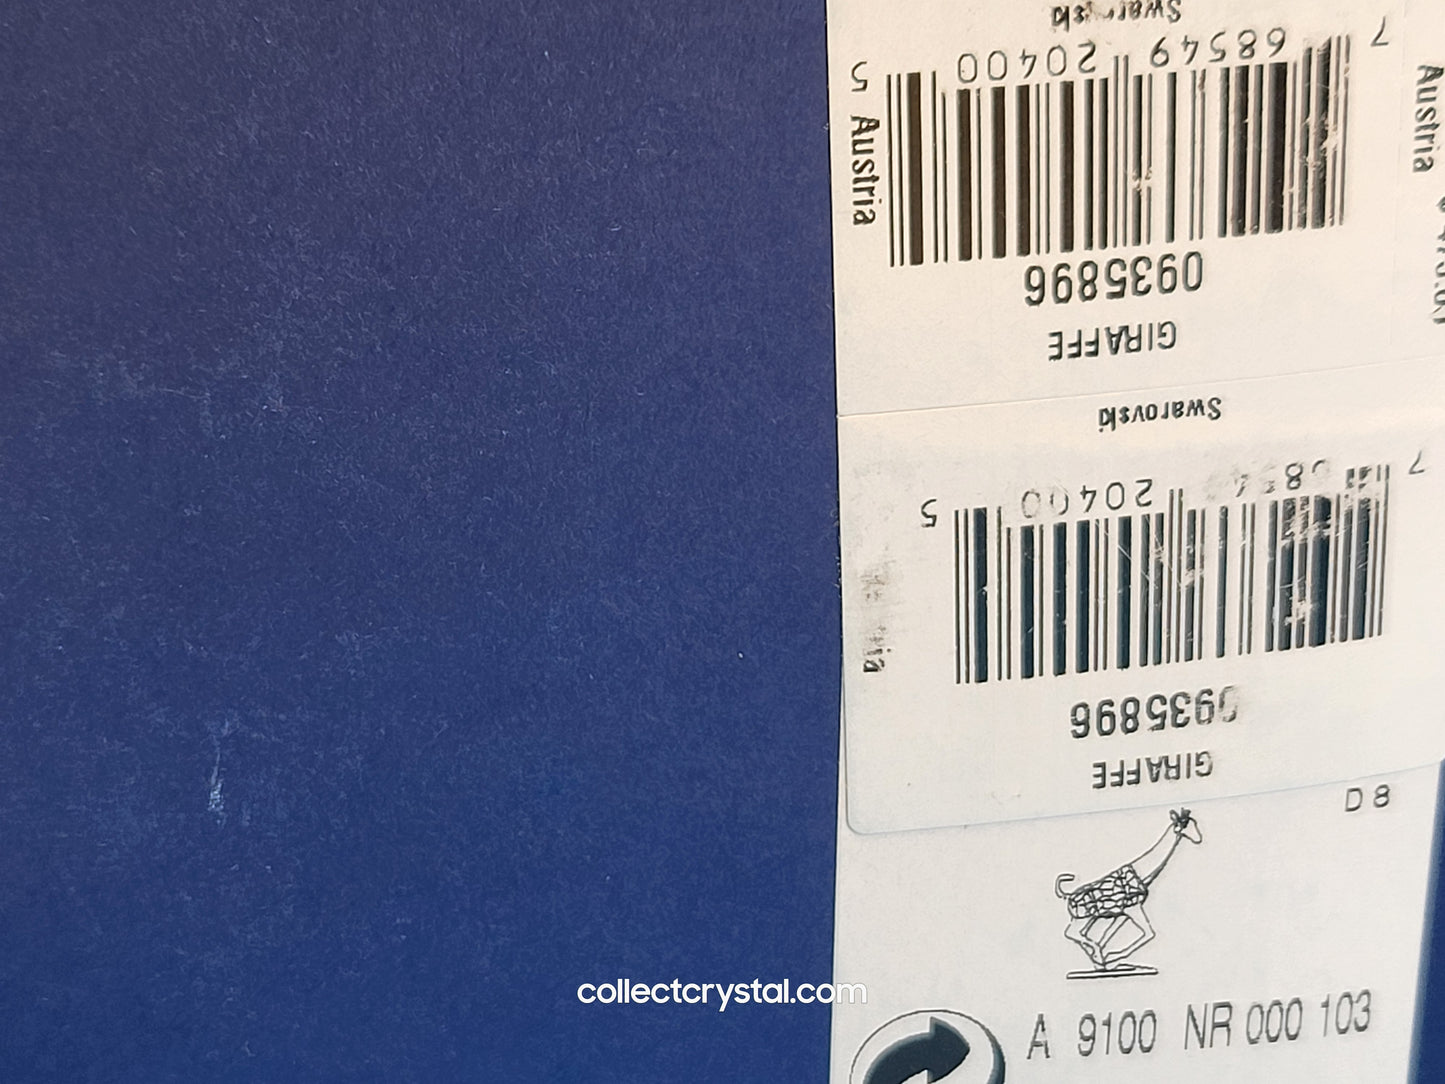 Swarovski
7 68549 20400 5
Austria
Austria
0935896
GIRAFFE
Swarovski
7 20400 5
0935896
GIRAFFE
D 8
collectcrystal.com
A 9100 NR 000 103